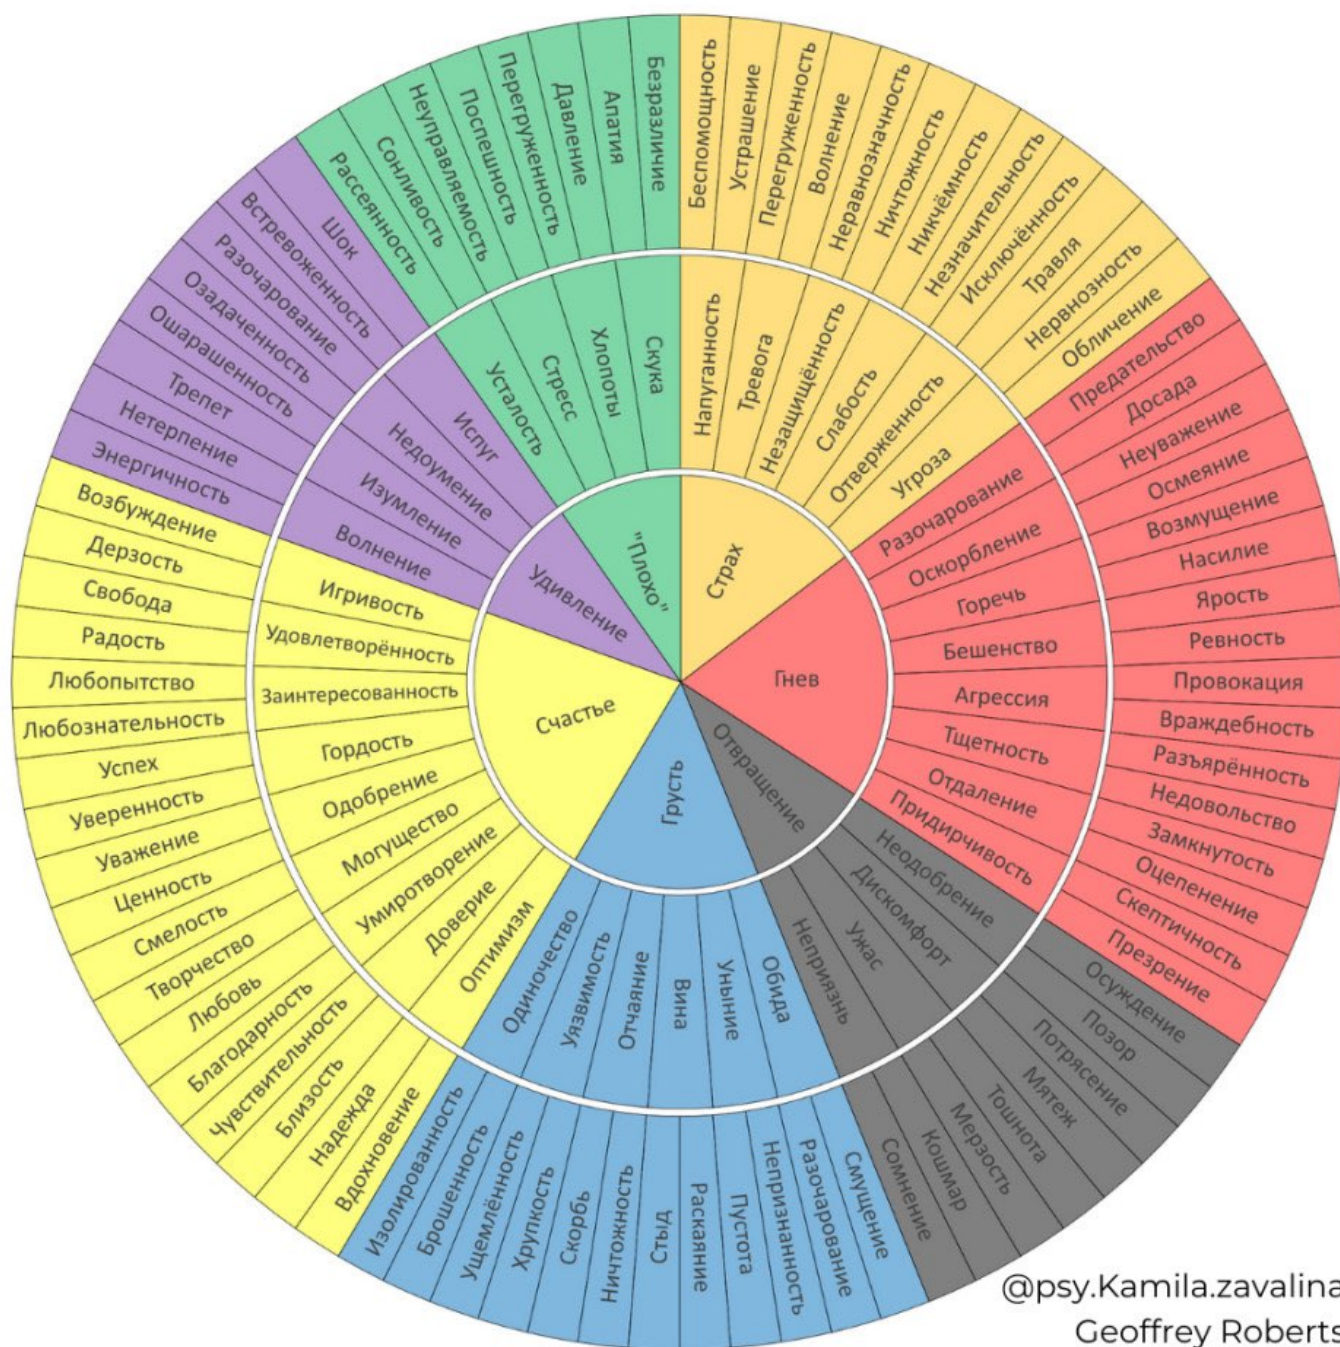 Страх
Гнев
Отвращение
Грусть
Счастье
Удивление
"Плохо"
Напуганность
Тревога
Незащищённость
Слабость
Отверженность
Угроза
Разочарование
Оскорбление
Горечь
Бешенство
Агрессия
Тщетность
Отдаление
Придирчивость
Неодобрение
Дискомфорт
Ужас
Неприязнь
Обида
Уныние
Вина
Отчаяние
Уязвимость
Одиночество
Оптимизм
Доверие
Умиротворение
Могущество
Одобрение
Гордость
Заинтересованность
Удовлетворённость
Игривость
Волнение
Изумление
Недоумение
Испуг
Усталость
Стресс
Хлопоты
Скука
Беспомощность
Устрашение
Перегруженность
Волнение
Неравнозначность
Ничтожность
Никчёмность
Незначительность
Исключённость
Травля
Нервнозность
Обличение
Предательство
Досада
Неуважение
Осмеяние
Возмущение
Насилие
Ярость
Ревность
Провокация
Враждебность
Разъярённость
Недовольство
Замкнутость
Оцепенение
Скептичность
Презрение
Осуждение
Позор
Потрясение
Мятеж
Тошнота
Мерзость
Кошмар
Сомнение
Смущение
Разочарование
Непризнанность
Пустота
Раскаяние
Стыд
Ничтожность
Скорбь
Хрупкость
Ущемлённость
Брошенность
Изолированность
Вдохновение
Надежда
Близость
Чувствительность
Благодарность
Любовь
Творчество
Смелость
Ценность
Уважение
Уверенность
Успех
Любознательность
Любопытство
Радость
Свобода
Дерзость
Возбуждение
Энергичность
Нетерпение
Трепет
Ошарашенность
Озадаченность
Разочарование
Встревоженность
Шок
Рассеянность
Сонливость
Неуправляемость
Поспешность
Перегруженность
Давление
Апатия
Безразличие
@psy.Kamila.zavalina
Geoffrey Roberts